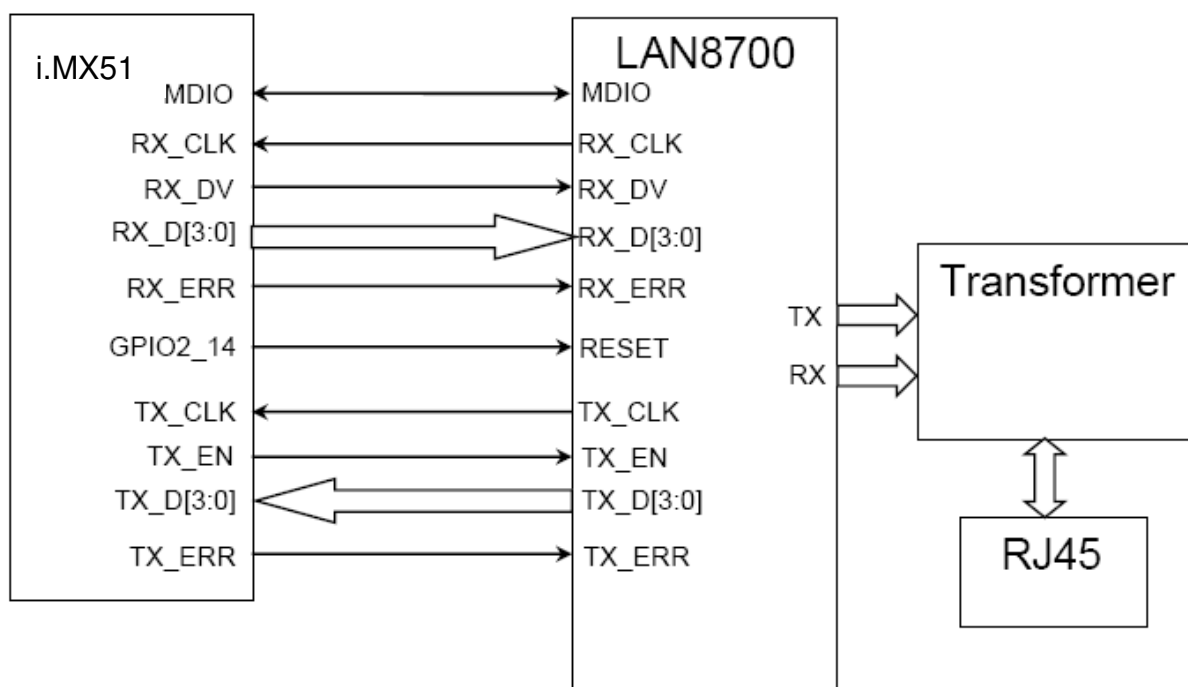 i.MX51
MDIO
RX_CLK
RX_DV
RX_D[3:0]
RX_ERR
GPIO2_14
TX_CLK
TX_EN
TX_D[3:0]
TX_ERR
LAN8700
MDIO
RX_CLK
RX_DV
RX_D[3:0]
RX_ERR
RESET
TX_CLK
TX_EN
TX_D[3:0]
TX_ERR
TX
RX
Transformer
RJ45